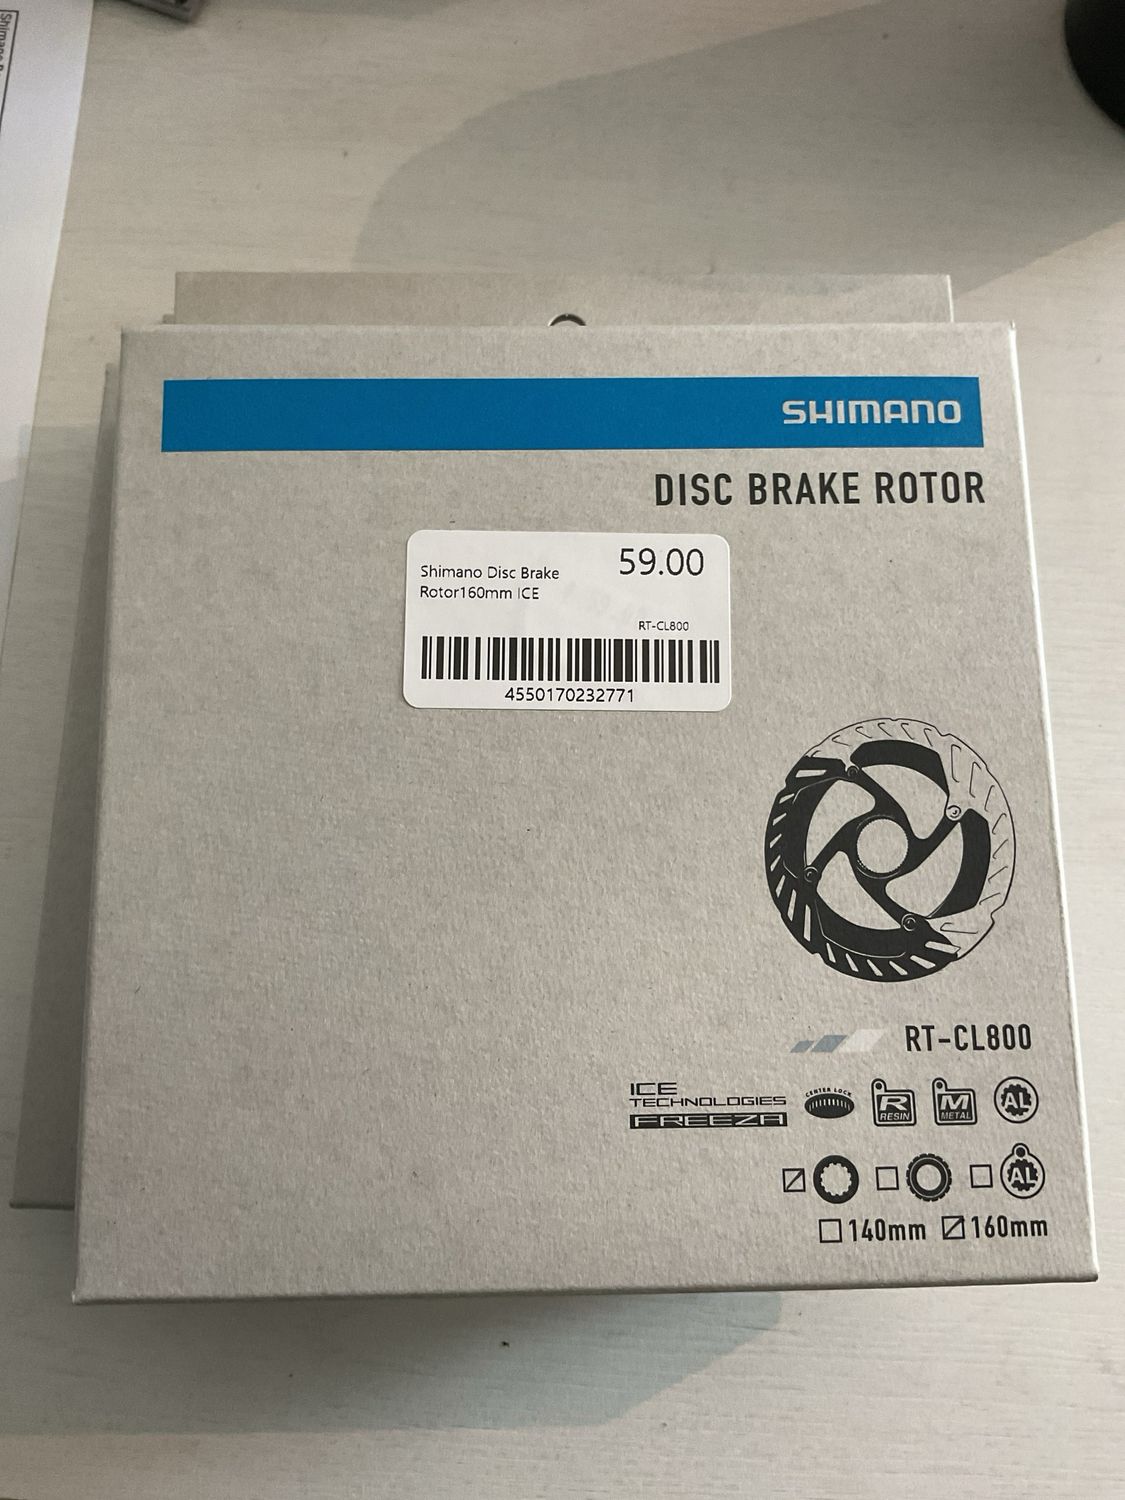 SHIMANO
DISC BRAKE ROTOR
Shimano Disc Brake
Rotor160mm ICE
59.00
RT-CL800
4550170232771
RT-CL800
ICE
TECHNOLOGIES
FREEZA
CENTER LOCK
R
RESIN
M
METAL
AL
AL
140mm 160mm